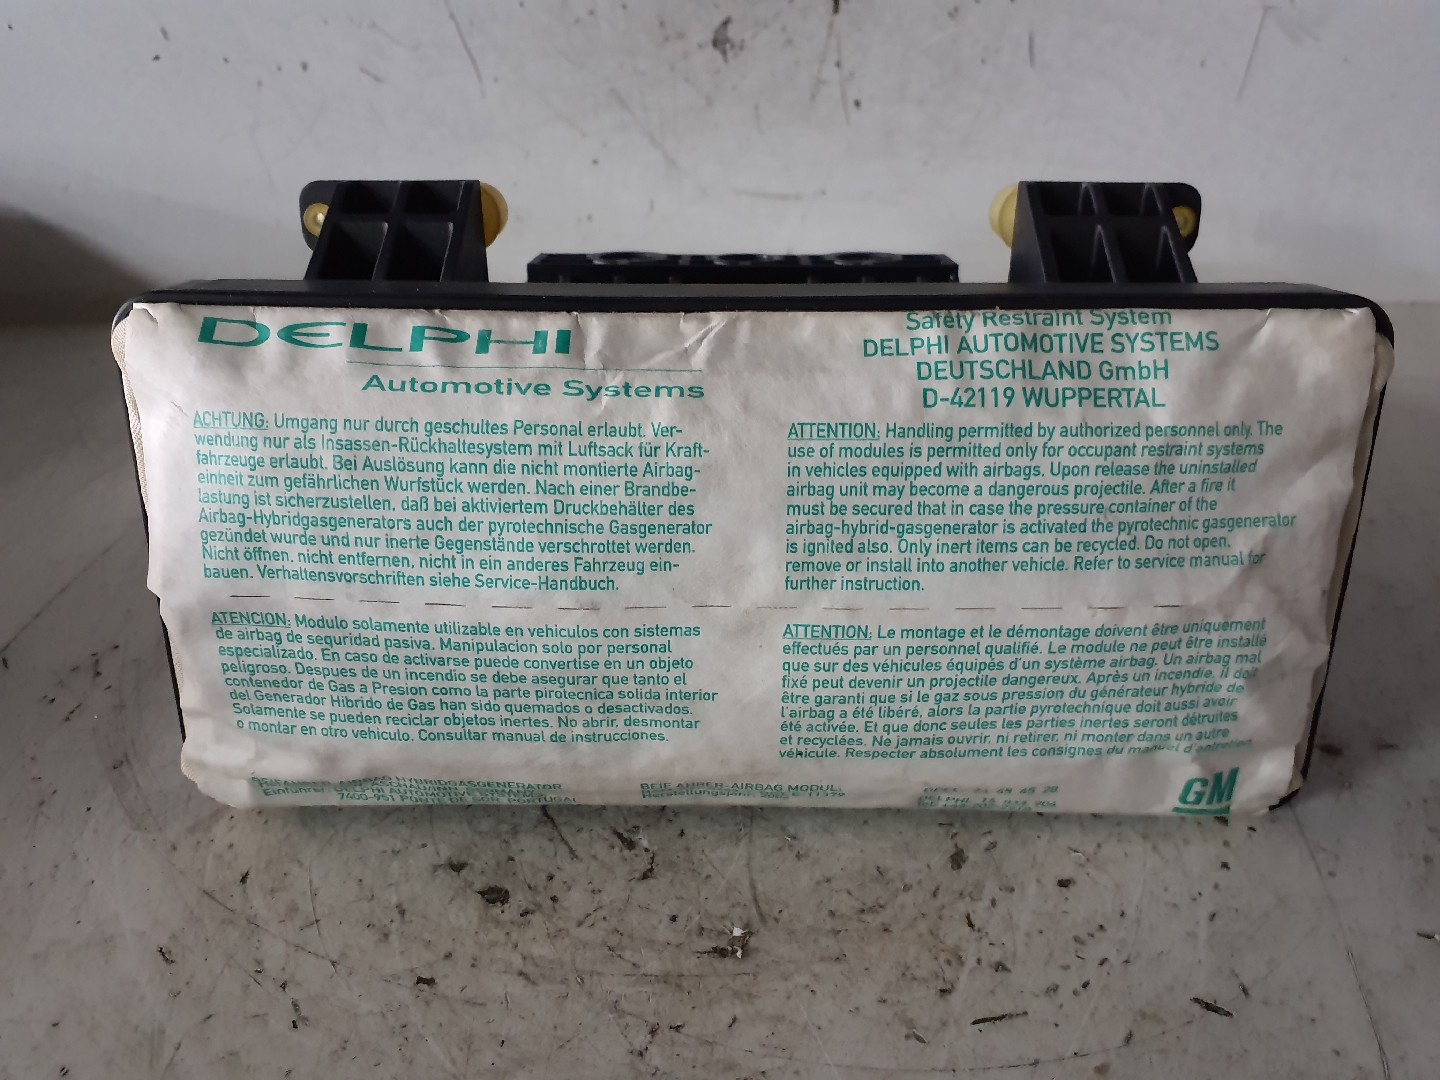 DELPHI
Automotive Systems
Safety Restraint System
DELPHI AUTOMOTIVE SYSTEMS
DEUTSCHLAND GmbH
D-42119 WUPPERTAL
ACHTUNG: Umgang nur durch geschultes Personal erlaubt. Ver-
wendung nur als Insassen-Rückhaltesystem mit Luftsack für Kraft-
fahrzeuge erlaubt. Bei Auslösung kann die nicht montierte Airbag-
einheit zum gefährlichen Wurfstück werden. Nach einer Brandbe-
lastung ist sicherzustellen, daß bei aktiviertem Druckbehälter des
Airbag-Hybridgasgenerators auch der pyrotechnische Gasgenerator
gezündet wurde und nur inerte Gegenstände verschrottet werden.
Nicht öffnen, nicht entfernen, nicht in ein anderes Fahrzeug ein-
bauen. Verhaltensvorschriften siehe Service-Handbuch.
ATTENTION: Handling permitted by authorized personnel only. The
use of modules is permitted only for occupant restraint systems
in vehicles equipped with airbags. Upon release the uninstalled
airbag unit may become a dangerous projectile. After a fire it
must be secured that in case the pressure container of the
airbag-hybrid-gasgenerator is activated the pyrotechnic gasgenerator
is ignited also. Only inert items can be recycled. Do not open,
remove or install into another vehicle. Refer to service manual for
further instruction.
ATENCION: Modulo solamente utilizable en vehiculos con sistemas
de airbag de seguridad pasiva. Manipulacion solo por personal
especializado. En caso de activarse puede convertise en un objeto
peligroso. Despues de un incendio se debe asegurar que tanto el
contenedor de Gas a Presion como la parte pirotecnica solida interior
del Generador Hibrido de Gas han sido quemados o desactivados.
Solamente se pueden reciclar objetos inertes. No abrir, desmontar
o montar en otro vehiculo. Consultar manual de instrucciones.
ATTENTION: Le montage et le démontage doivent être uniquement
effectués par un personnel qualifié. Le module ne peut être installé
que sur des véhicules équipés d'un système airbag. Un airbag mal
fixé peut devenir un projectile dangereux. Après un incendie, il doit
être garanti que si le gaz sous pression du générateur hybride de
l'airbag a été libéré, alors la partie pyrotechnique doit aussi avoir
été activée. Et que donc seules les parties inertes seront détruites
et recyclées. Ne jamais ouvrir, ni retirer, ni monter dans un autre
véhicule. Respecter absolument les consignes du manuel d'entretien.
HYBRIDGASGENERATOR
Einführer: DELPHI AUTOMOTIVE
7400-951 PONTE DE SOR, PORTUGAL
BEIFAHRER-AIRBAG MODUL,
Herstellungsjahr
GM